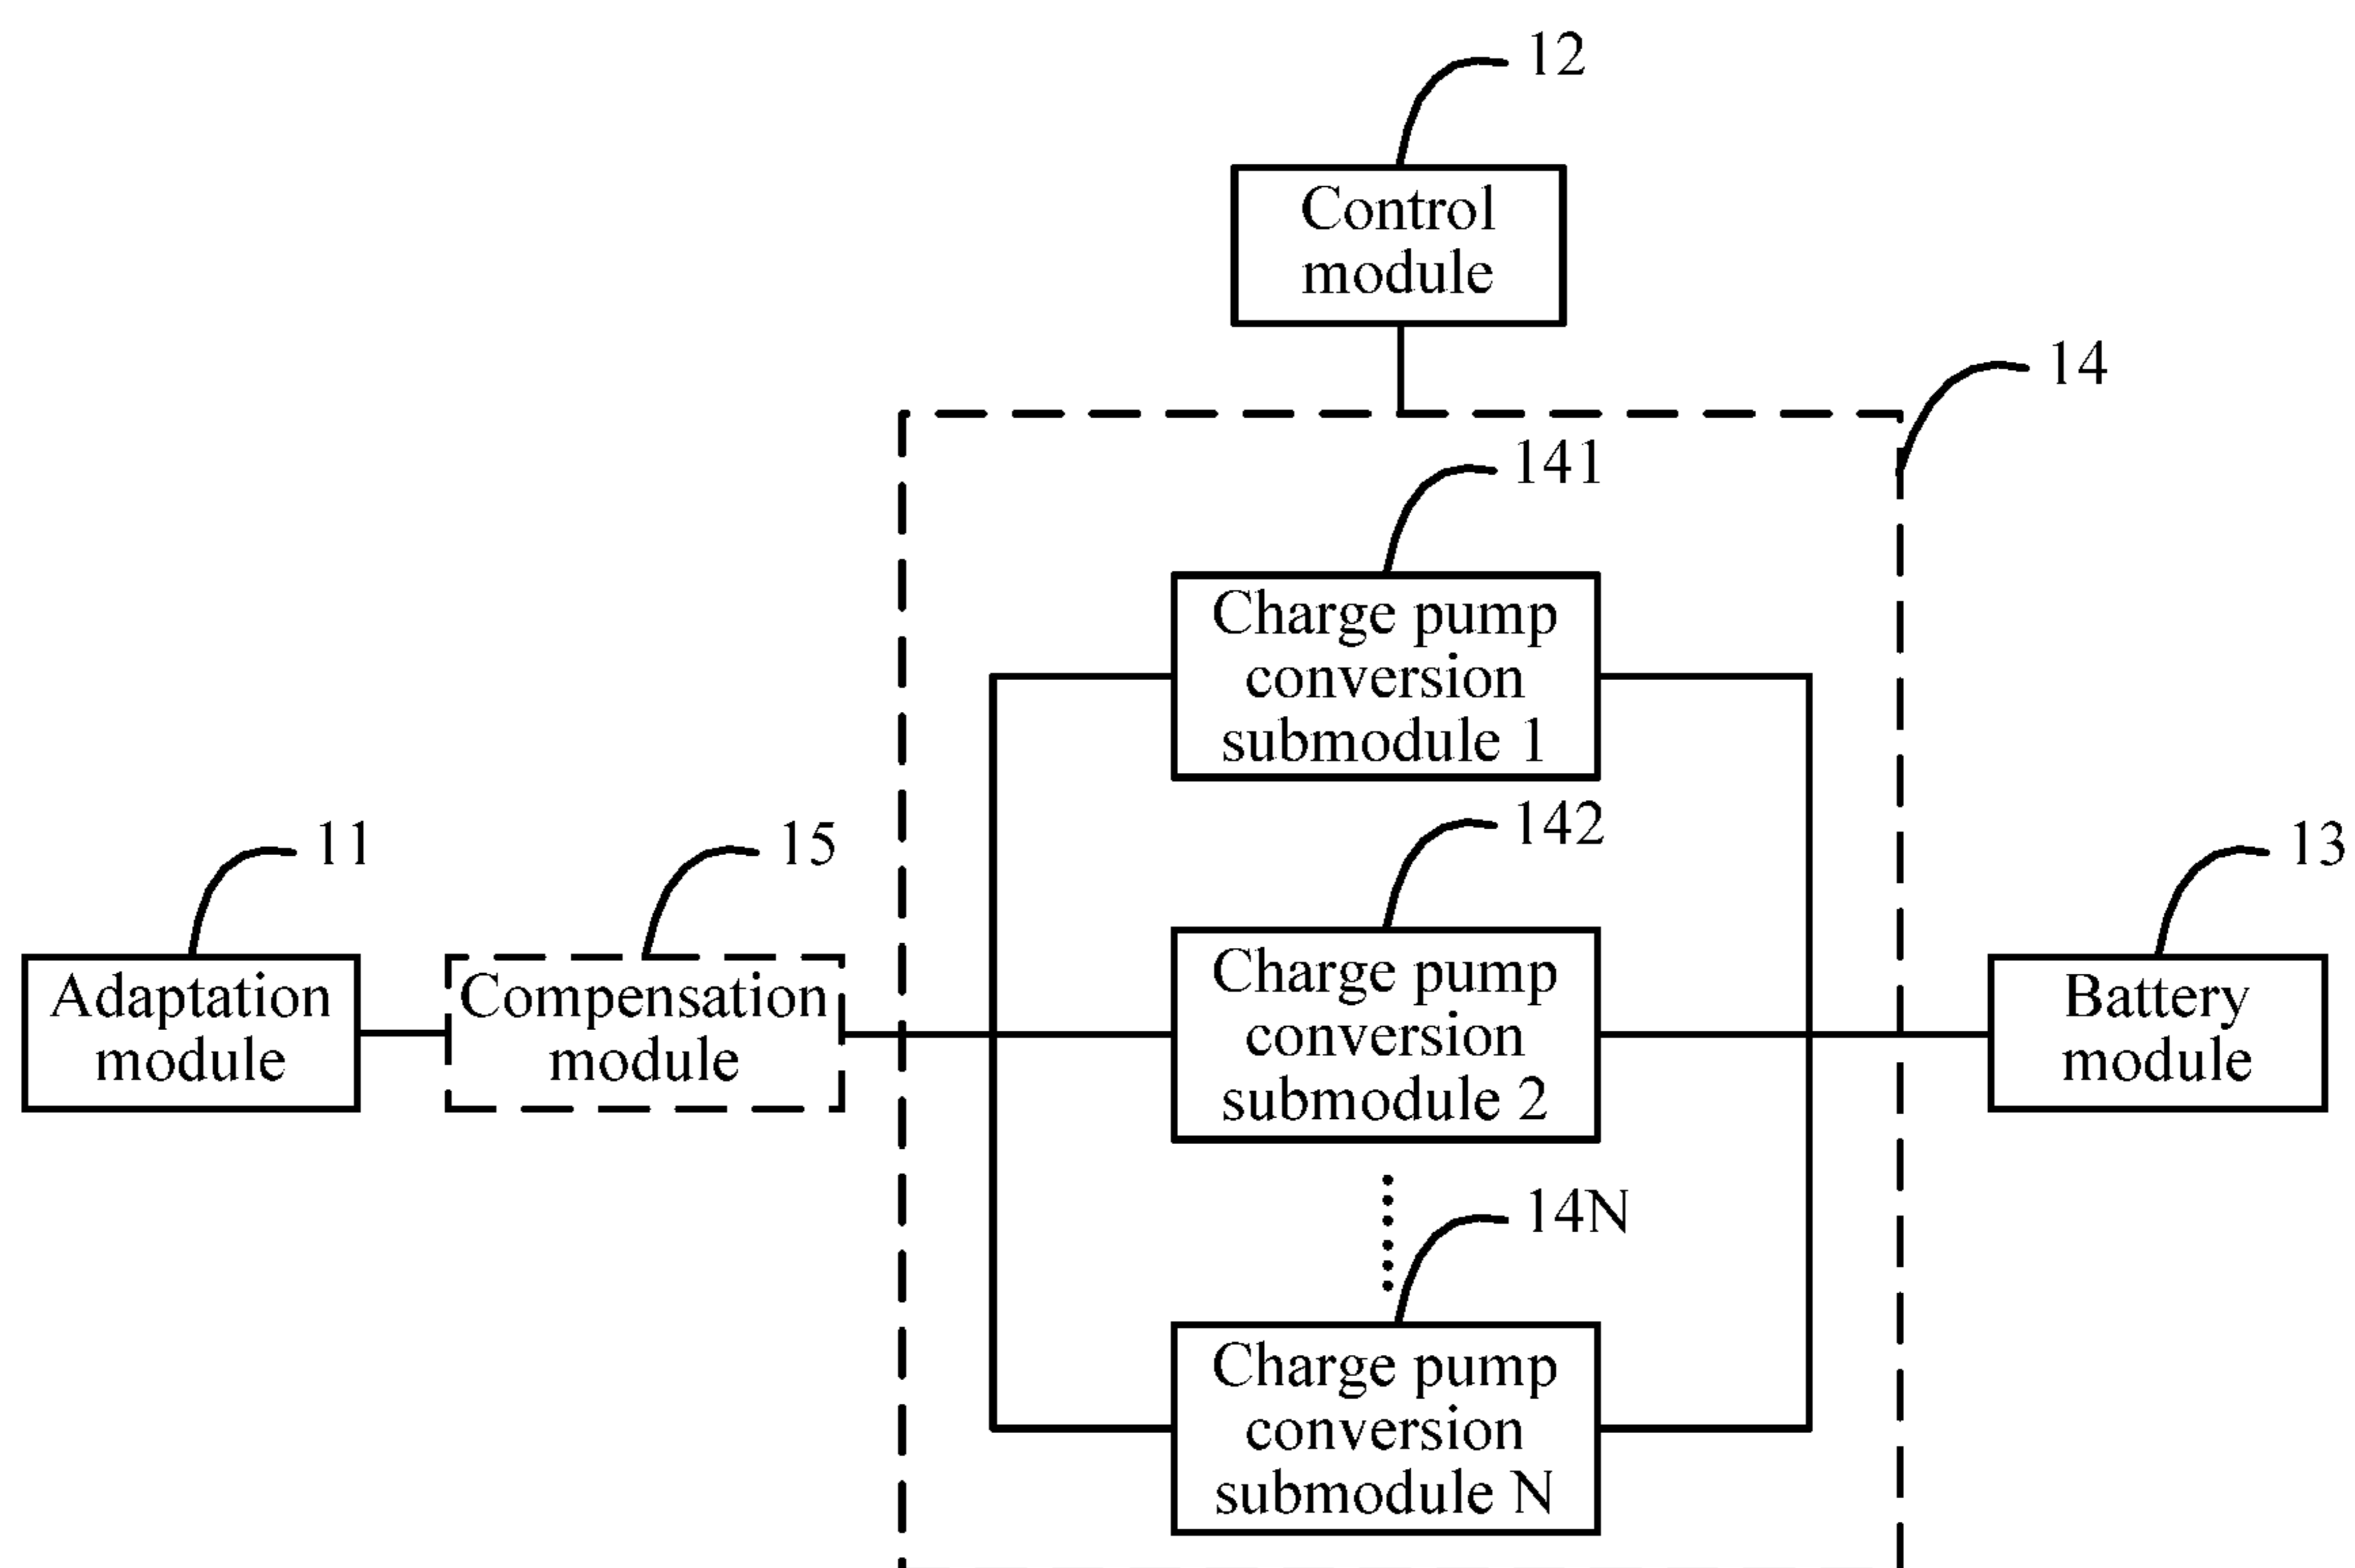 12
Control
module
14
141
Charge pump
conversion
submodule 1
11
15
142
13
Adaptation
module
Compensation
module
Charge pump
conversion
submodule 2
Battery
module
14N
Charge pump
conversion
submodule N